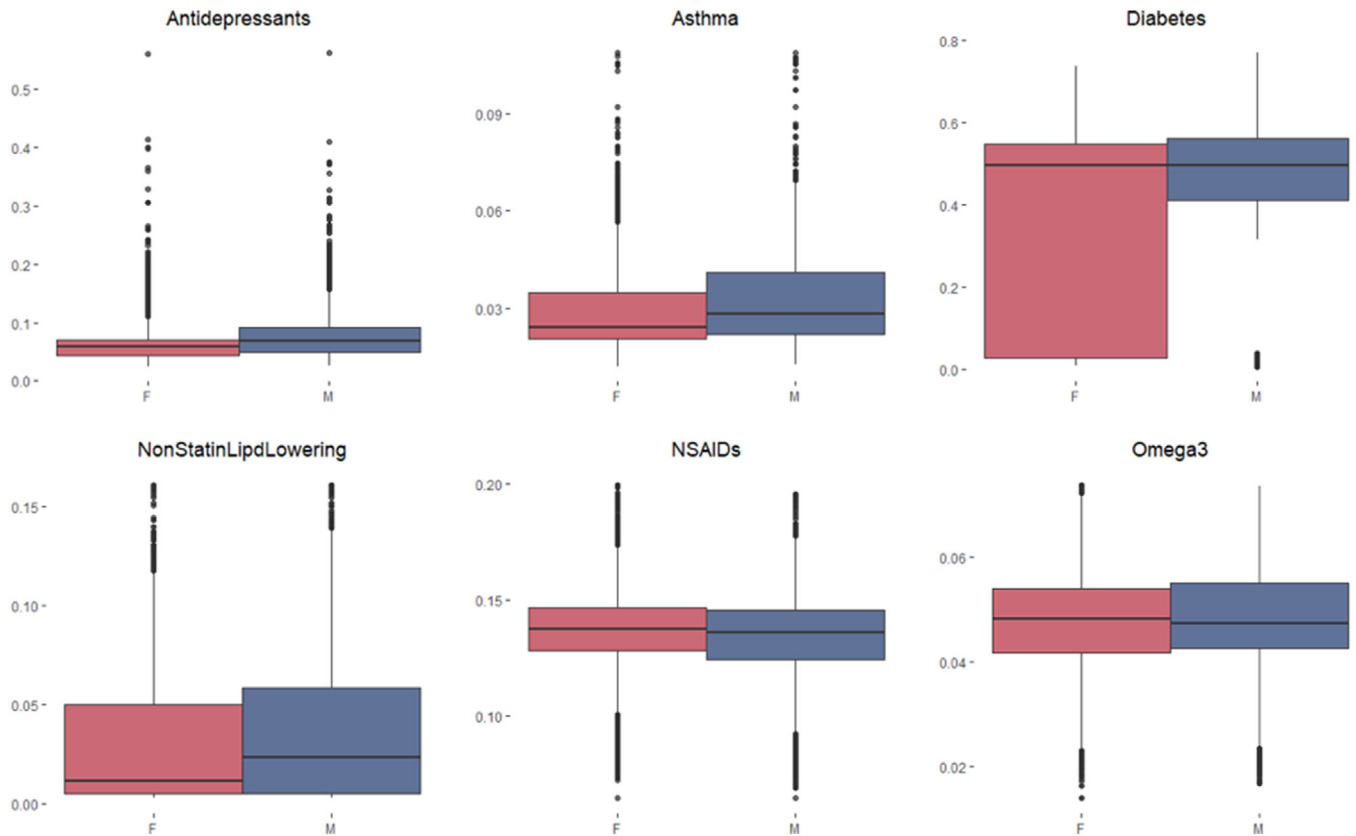 Antidepressants
0.5
0.4
0.3
0.2
0.1
0.0
F M
Asthma
0.09
0.06
0.03
F M
Diabetes
0.8
0.6
0.4
0.2
0.0
F M
NonStatinLipdLowering
0.15
0.10
0.05
0.00
F M
NSAIDs
0.20
0.15
0.10
F M
Omega3
0.06
0.04
0.02
F M